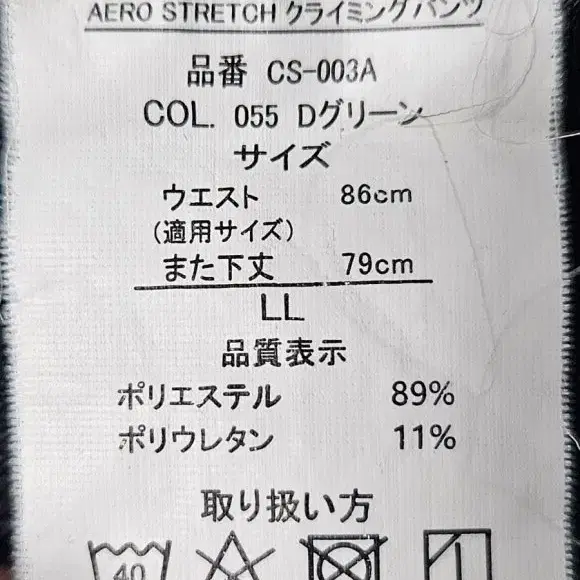 AERO STRETCH クライミングパンツ
品番 CS-003A
COL. 055 Dグリーン
サイズ
ウエスト 86cm
(適用サイズ)
また下丈 79cm
LL
品質表示
ポリエステル 89%
ポリウレタン 11%
取り扱い方
40